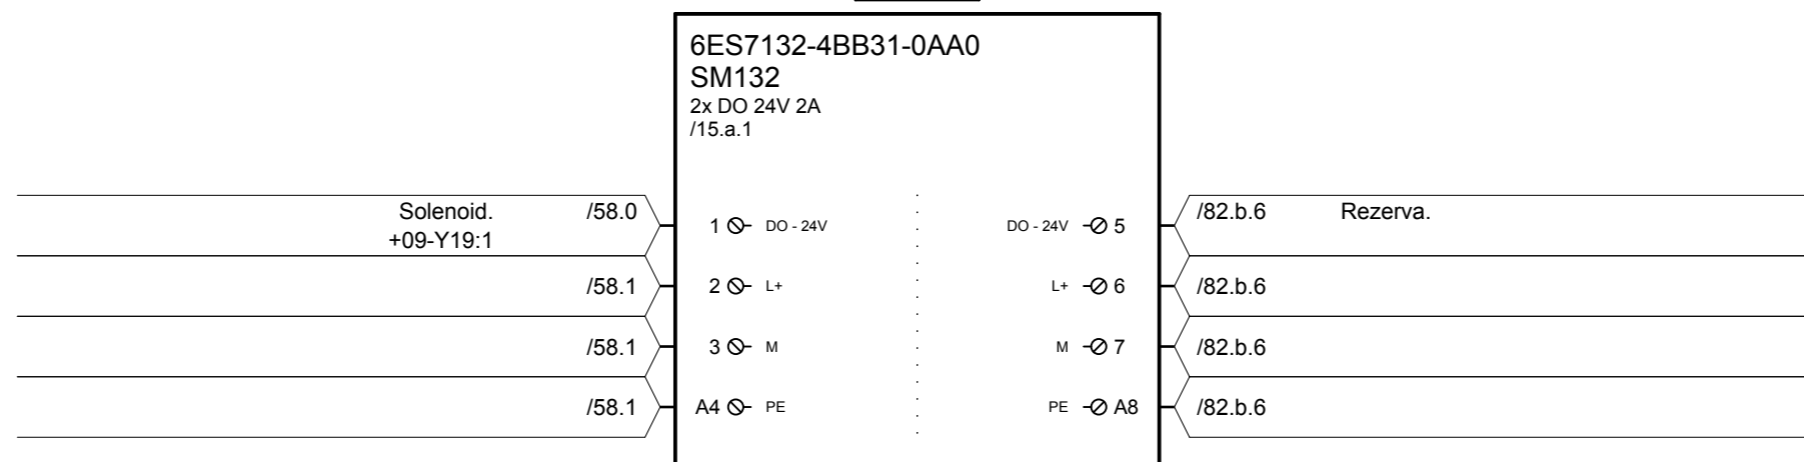 6ES7132-4BB31-0AA0
SM132
2x DO 24V 2A
/15.a.1
Solenoid. /58.0 1 DO - 24V DO - 24V 5 /82.b.6 Rezerva.
+09-Y19:1
/58.1 2 L+ L+ 6 /82.b.6
/58.1 3 M M 7 /82.b.6
/58.1 A4 PE PE A8 /82.b.6